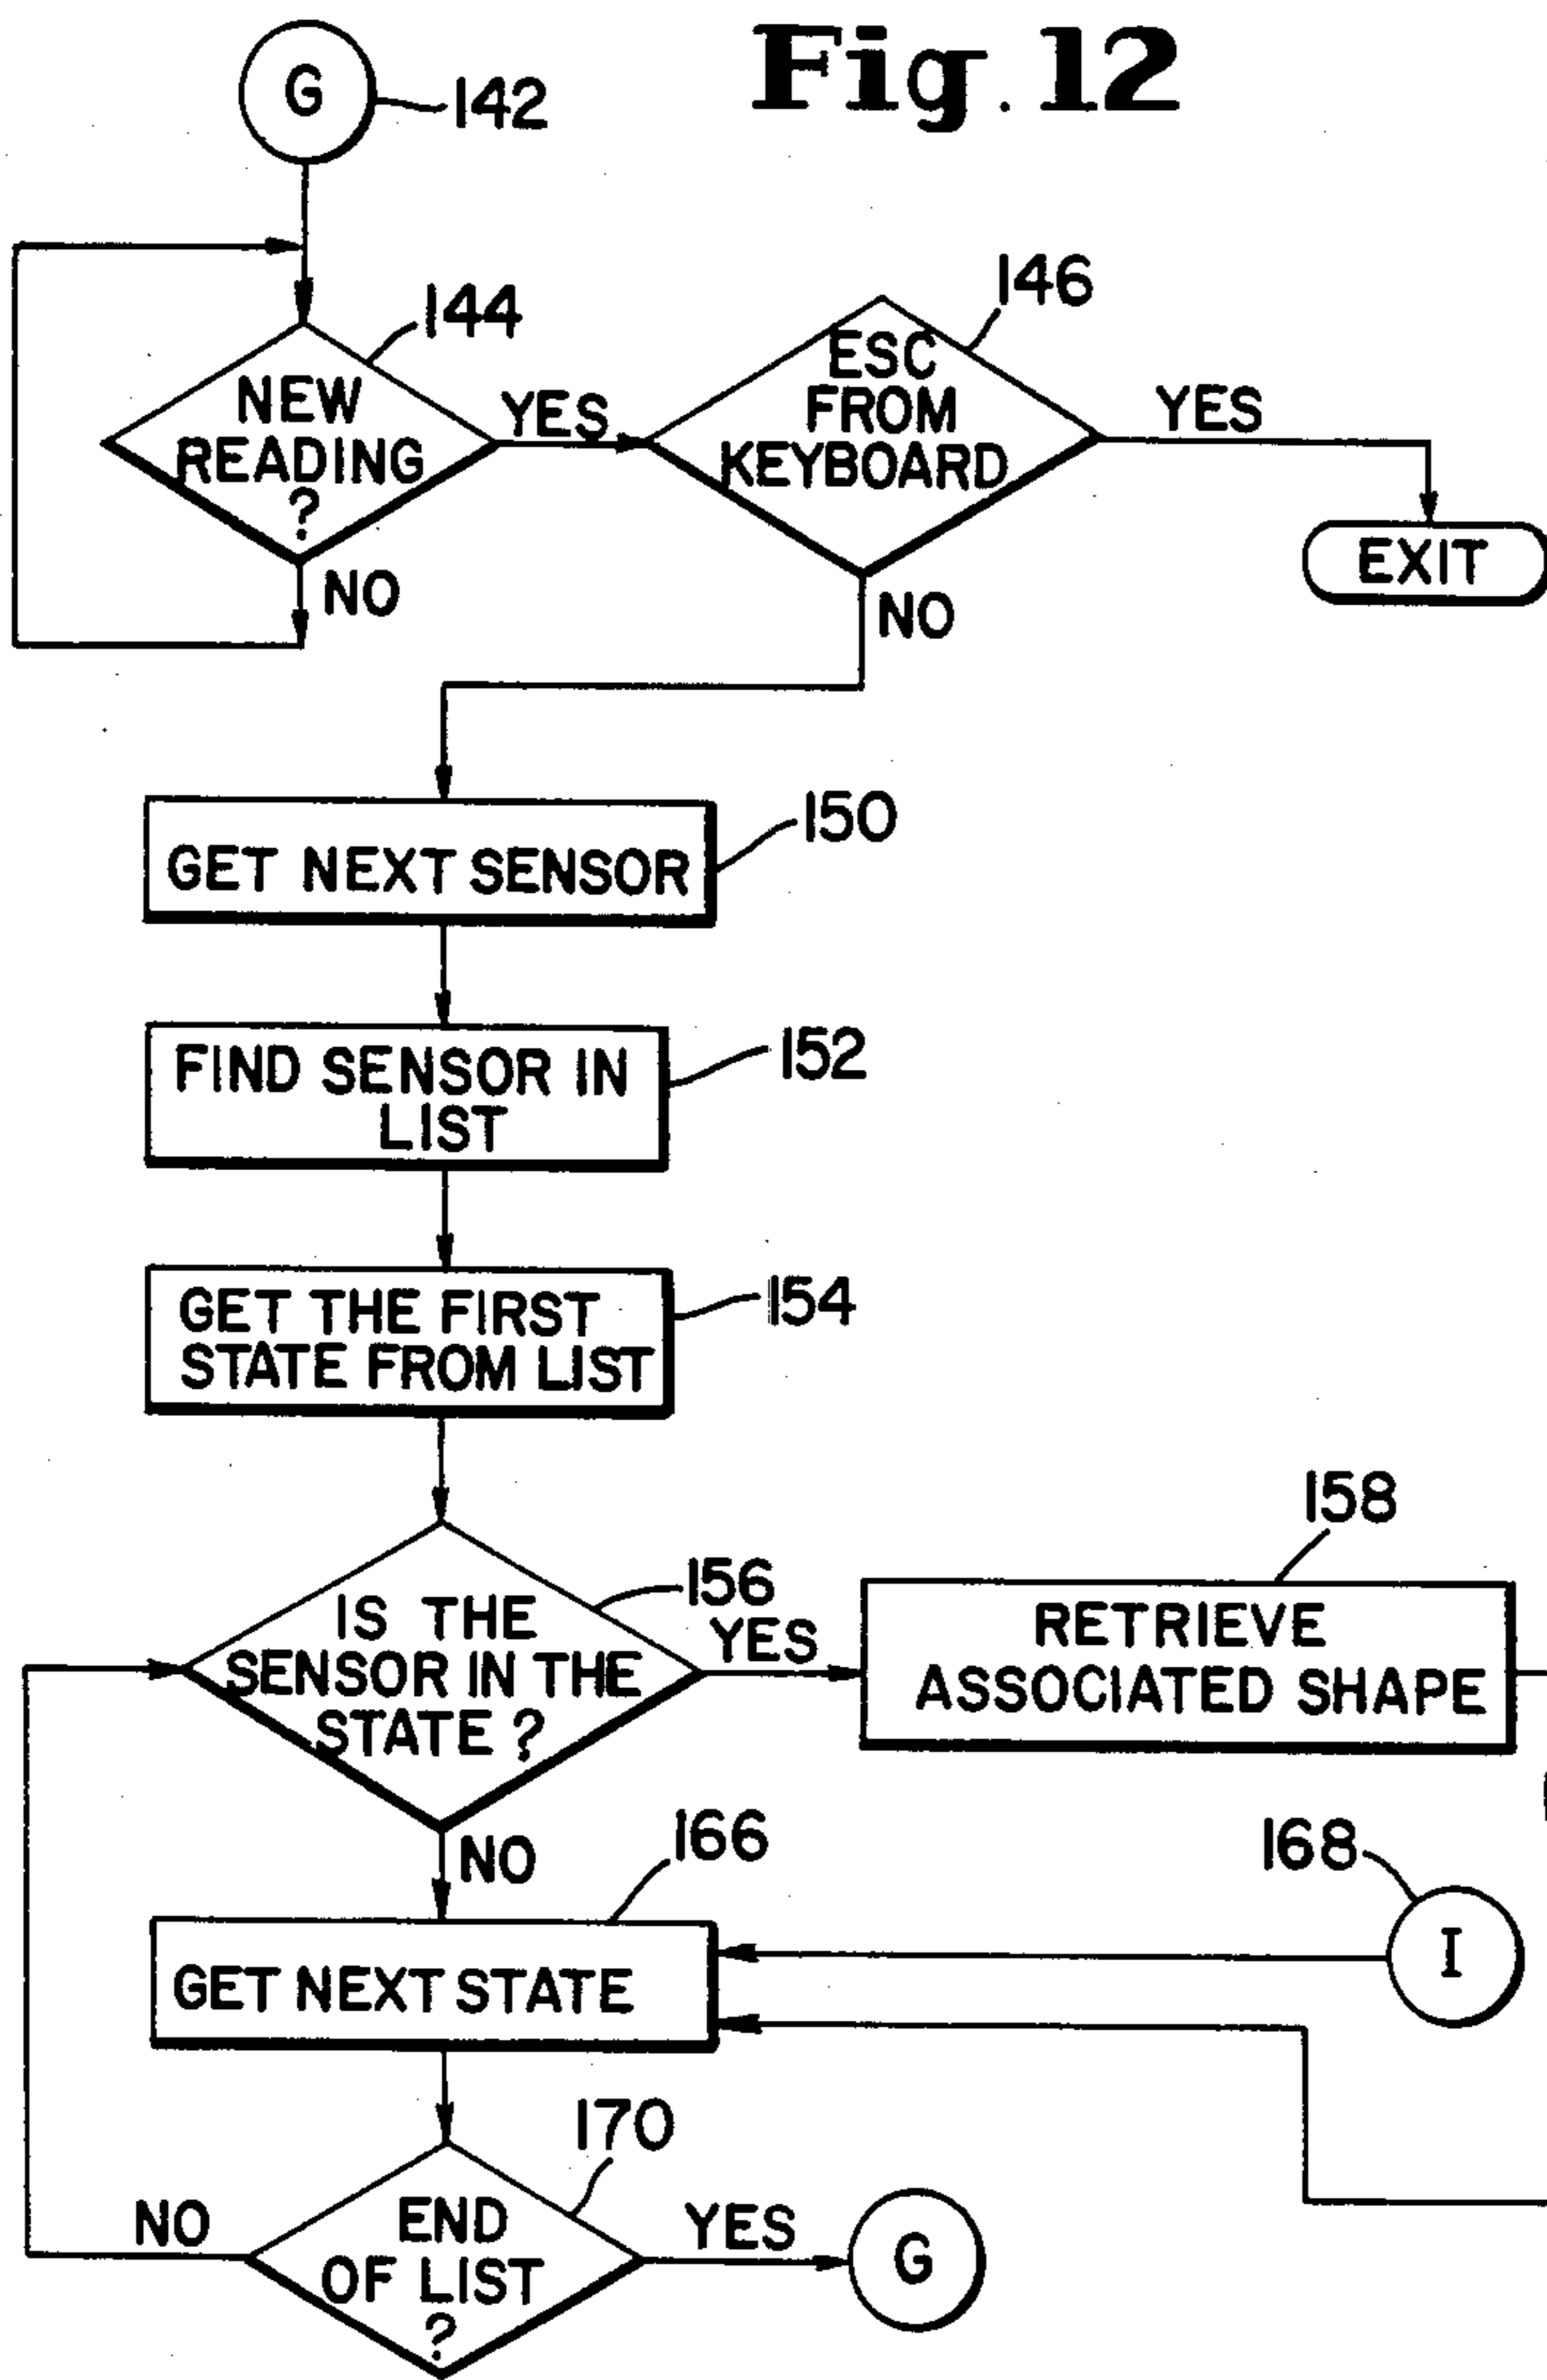 Fig.12
G
142
144
NEW
READING
?
YES
NO
146
ESC
FROM
KEYBOARD
YES
EXIT
NO
150
GET NEXT SENSOR
152
FIND SENSOR IN
LIST
154
GET THE FIRST
STATE FROM LIST
156
IS THE
SENSOR IN THE
STATE ?
YES
158
RETRIEVE
ASSOCIATED SHAPE
NO
166
GET NEXT STATE
168
I
170
END
OF LIST
?
NO
YES
G